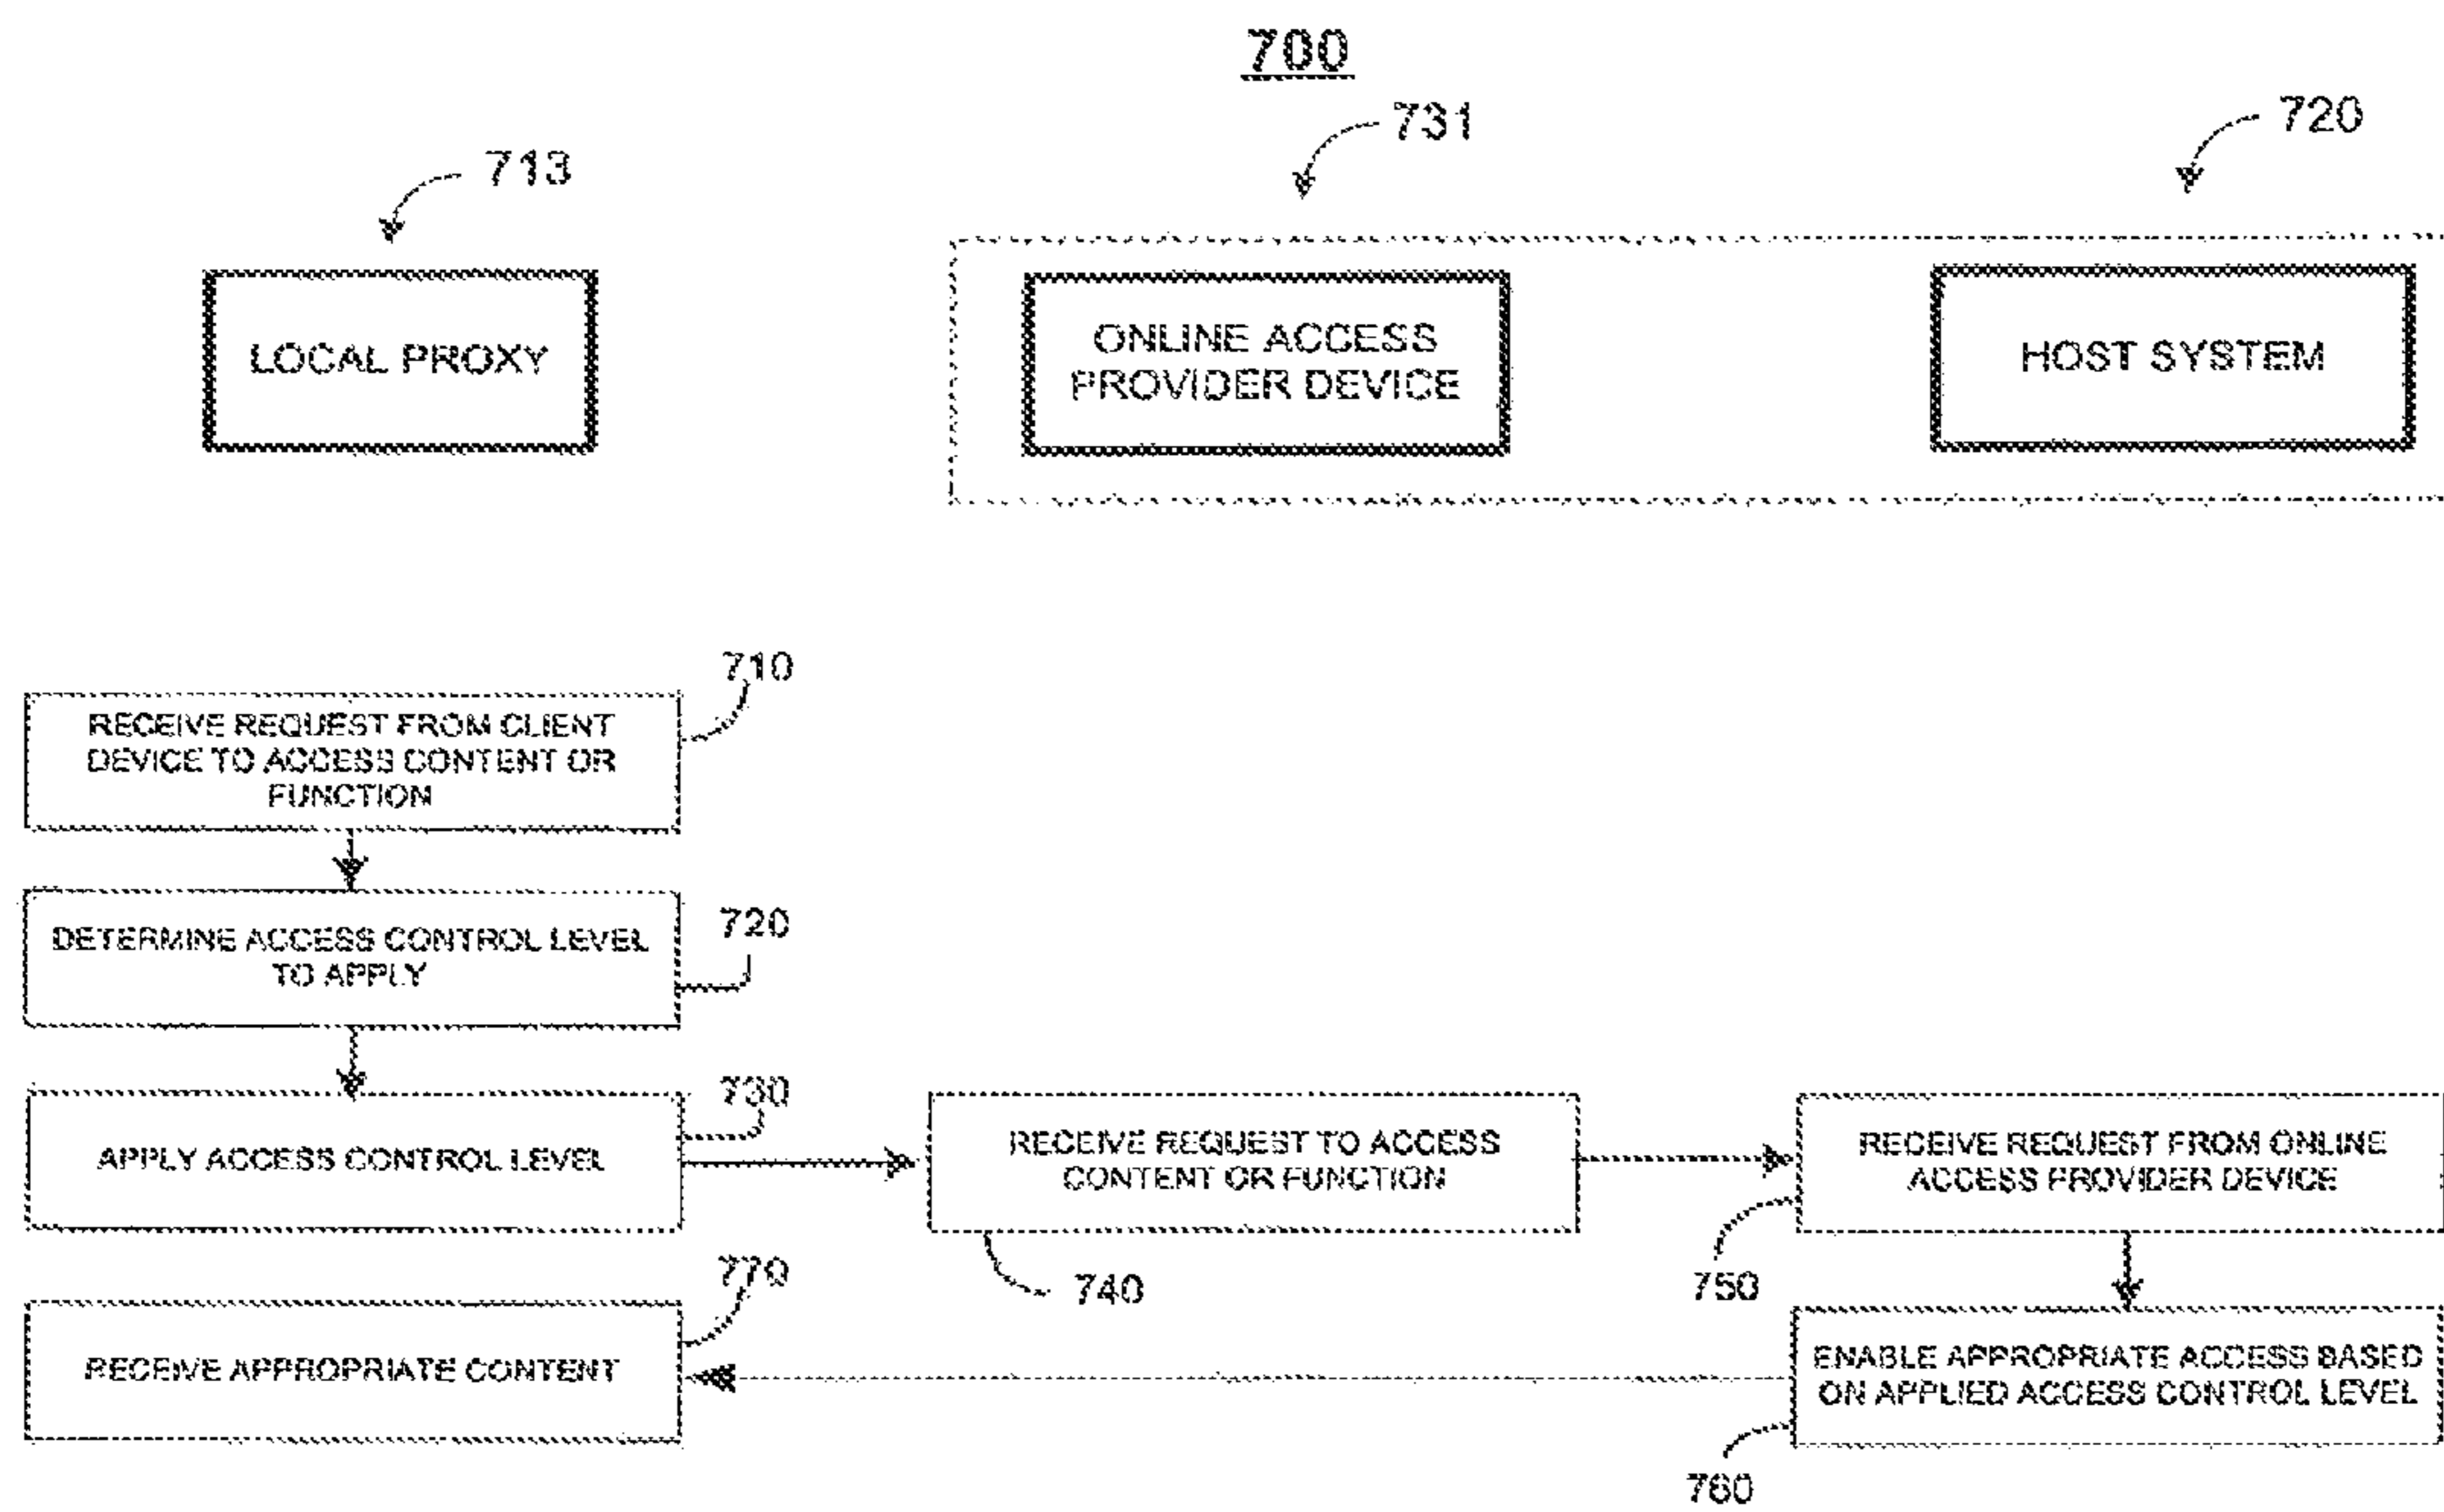 700
713
731
720
LOCAL PROXY
ONLINE ACCESS
PROVIDER DEVICE
HOST SYSTEM
710
RECEIVE REQUEST FROM CLIENT
DEVICE TO ACCESS CONTENT OR
FUNCTION
720
DETERMINE ACCESS CONTROL LEVEL
TO APPLY
730
APPLY ACCESS CONTROL LEVEL
RECEIVE REQUEST TO ACCESS
CONTENT OR FUNCTION
740
RECEIVE REQUEST FROM ONLINE
ACCESS PROVIDER DEVICE
750
770
RECEIVE APPROPRIATE CONTENT
ENABLE APPROPRIATE ACCESS BASED
ON APPLIED ACCESS CONTROL LEVEL
760